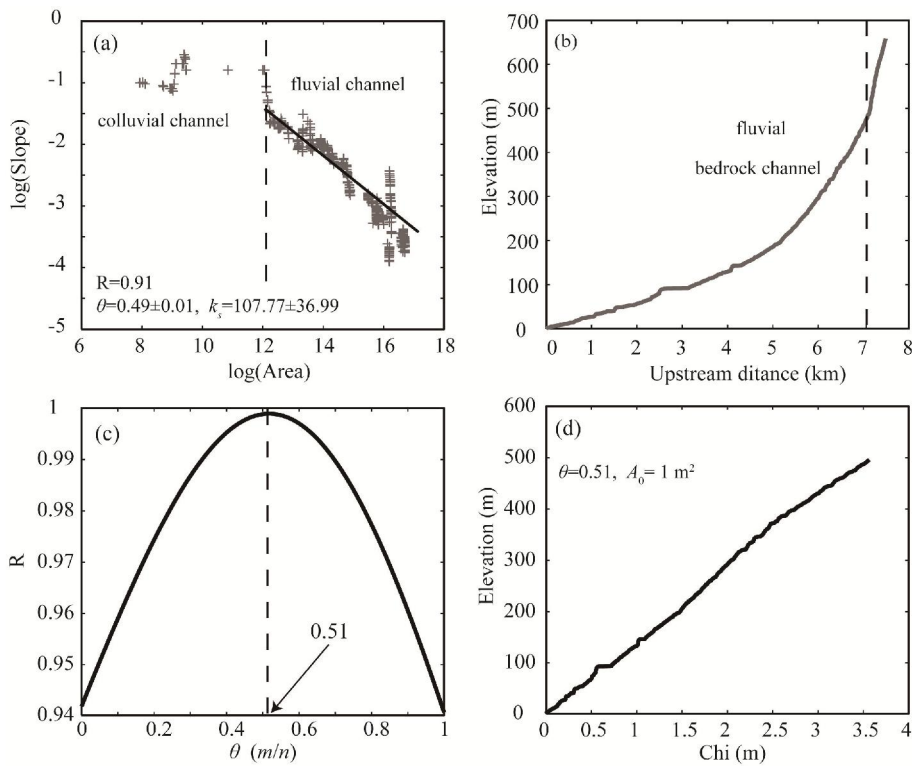 (a)
0
-1
-2
-3
-4
-5
log(Slope)
fluvial channel
colluvial channel
R=0.91
θ=0.49±0.01, ks=107.77±36.99
6 8 10 12 14 16 18
log(Area)
(b)
700
600
500
400
300
200
100
0
Elevation (m)
fluvial
bedrock channel
0 1 2 3 4 5 6 7 8
Upstream ditance (km)
(c)
1
0.99
0.98
0.97
0.96
0.95
0.94
R
0.51
0 0.2 0.4 0.6 0.8 1
θ (m/n)
(d)
600
500
400
300
200
100
0
Elevation (m)
θ=0.51, A0= 1 m²
0 0.5 1 1.5 2 2.5 3 3.5 4
Chi (m)